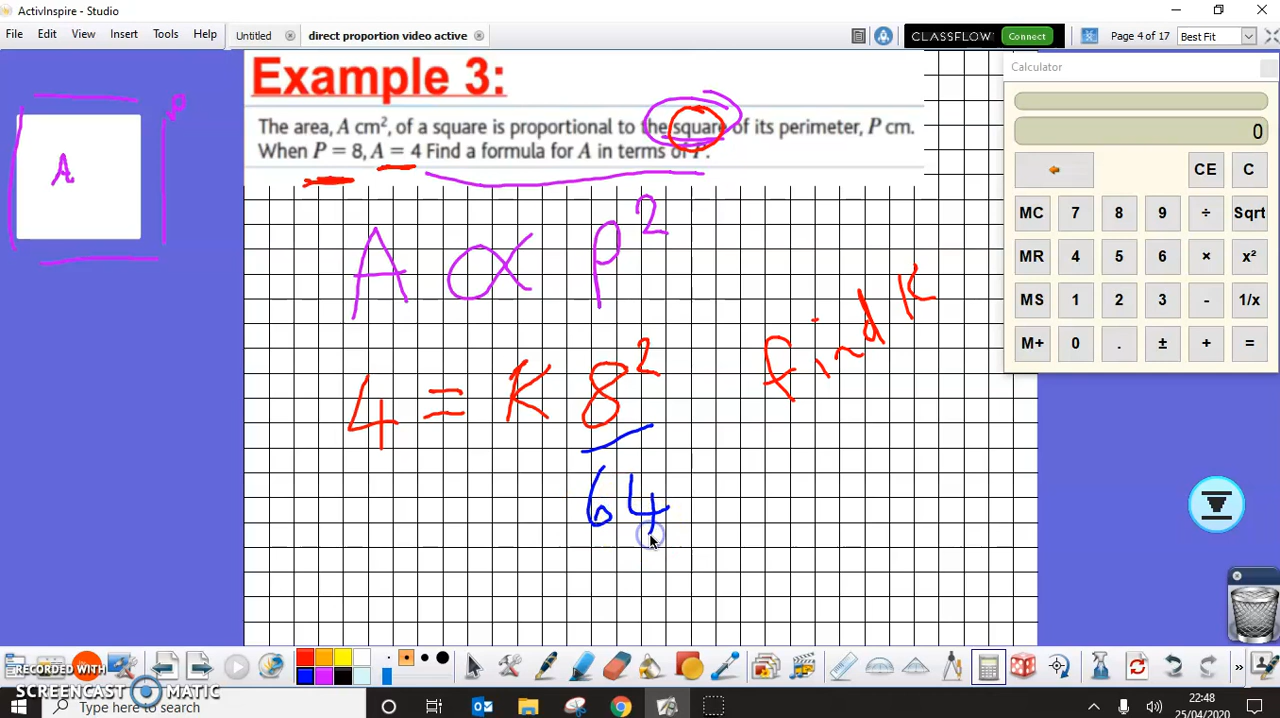 ActivInspire - Studio
File Edit View Insert Tools Help Untitled direct proportion video active CLASSFLOW Connect Page 4 of 17 Best Fit
Example 3:
The area, A cm², of a square is proportional to the square of its perimeter, P cm.
When P = 8, A = 4 Find a formula for A in terms of P.
A P
A ∝ P²
4 = K 8²
64
find K
Calculator
0
CE C
MC 7 8 9 ÷ Sqrt
MR 4 5 6 × x²
MS 1 2 3 - 1/x
M+ 0 . ± + =
RECORDED WITH
SCREENCAST MATIC
Type here to search
22:48
25/04/2020